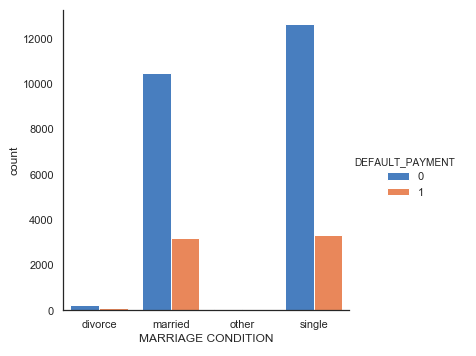 12000
10000
8000
6000
4000
2000
0
count
divorce married other single
MARRIAGE CONDITION
DEFAULT_PAYMENT
0
1